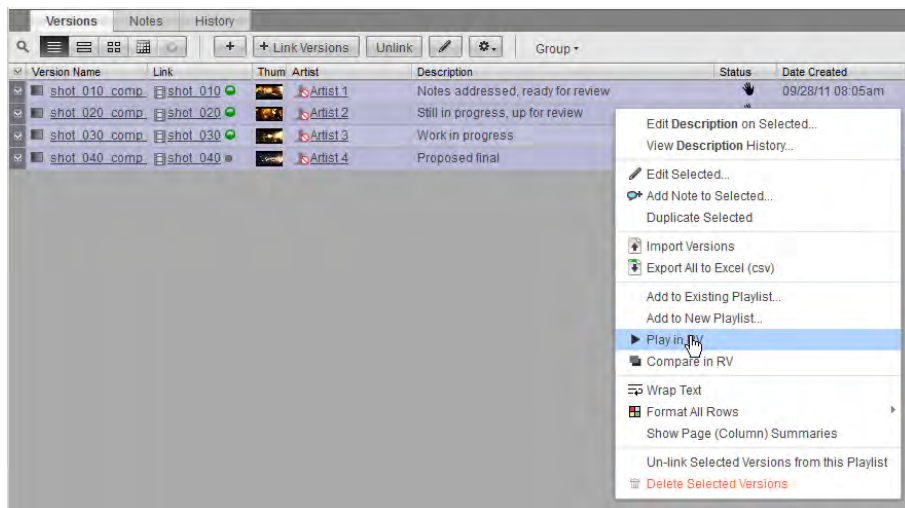 Versions Notes History
+ + Link Versions Unlink Group
Version Name Link Thum Artist Description Status Date Created
shot_010_comp_ shot_010 Artist 1 Notes addressed, ready for review 09/28/11 08:05am
shot_020_comp_ shot_020 Artist 2 Still in progress, up for review
shot_030_comp_ shot_030 Artist 3 Work in progress
shot_040_comp_ shot_040 Artist 4 Proposed final
Edit Description on Selected...
View Description History...
Edit Selected...
Add Note to Selected...
Duplicate Selected
Import Versions
Export All to Excel (csv)
Add to Existing Playlist...
Add to New Playlist...
Play in RV
Compare in RV
Wrap Text
Format All Rows
Show Page (Column) Summaries
Un-link Selected Versions from this Playlist
Delete Selected Versions